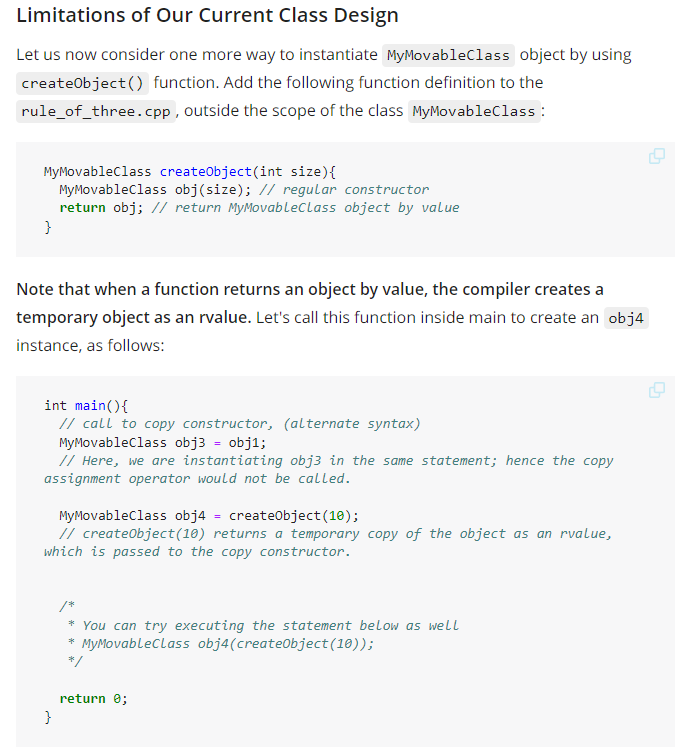 Limitations of Our Current Class Design
Let us now consider one more way to instantiate MyMovableClass object by using
createObject() function. Add the following function definition to the
rule_of_three.cpp, outside the scope of the class MyMovableClass:
MyMovableClass createObject(int size){
  MyMovableClass obj(size); // regular constructor
  return obj; // return MyMovableClass object by value
}
Note that when a function returns an object by value, the compiler creates a
temporary object as an rvalue. Let's call this function inside main to create an obj4
instance, as follows:
int main(){
  // call to copy constructor, (alternate syntax)
  MyMovableClass obj3 = obj1;
  // Here, we are instantiating obj3 in the same statement; hence the copy
assignment operator would not be called.
  MyMovableClass obj4 = createObject(10);
  // createObject(10) returns a temporary copy of the object as an rvalue,
which is passed to the copy constructor.
  /*
   * You can try executing the statement below as well
   * MyMovableClass obj4(createObject(10));
   */
  return 0;
}